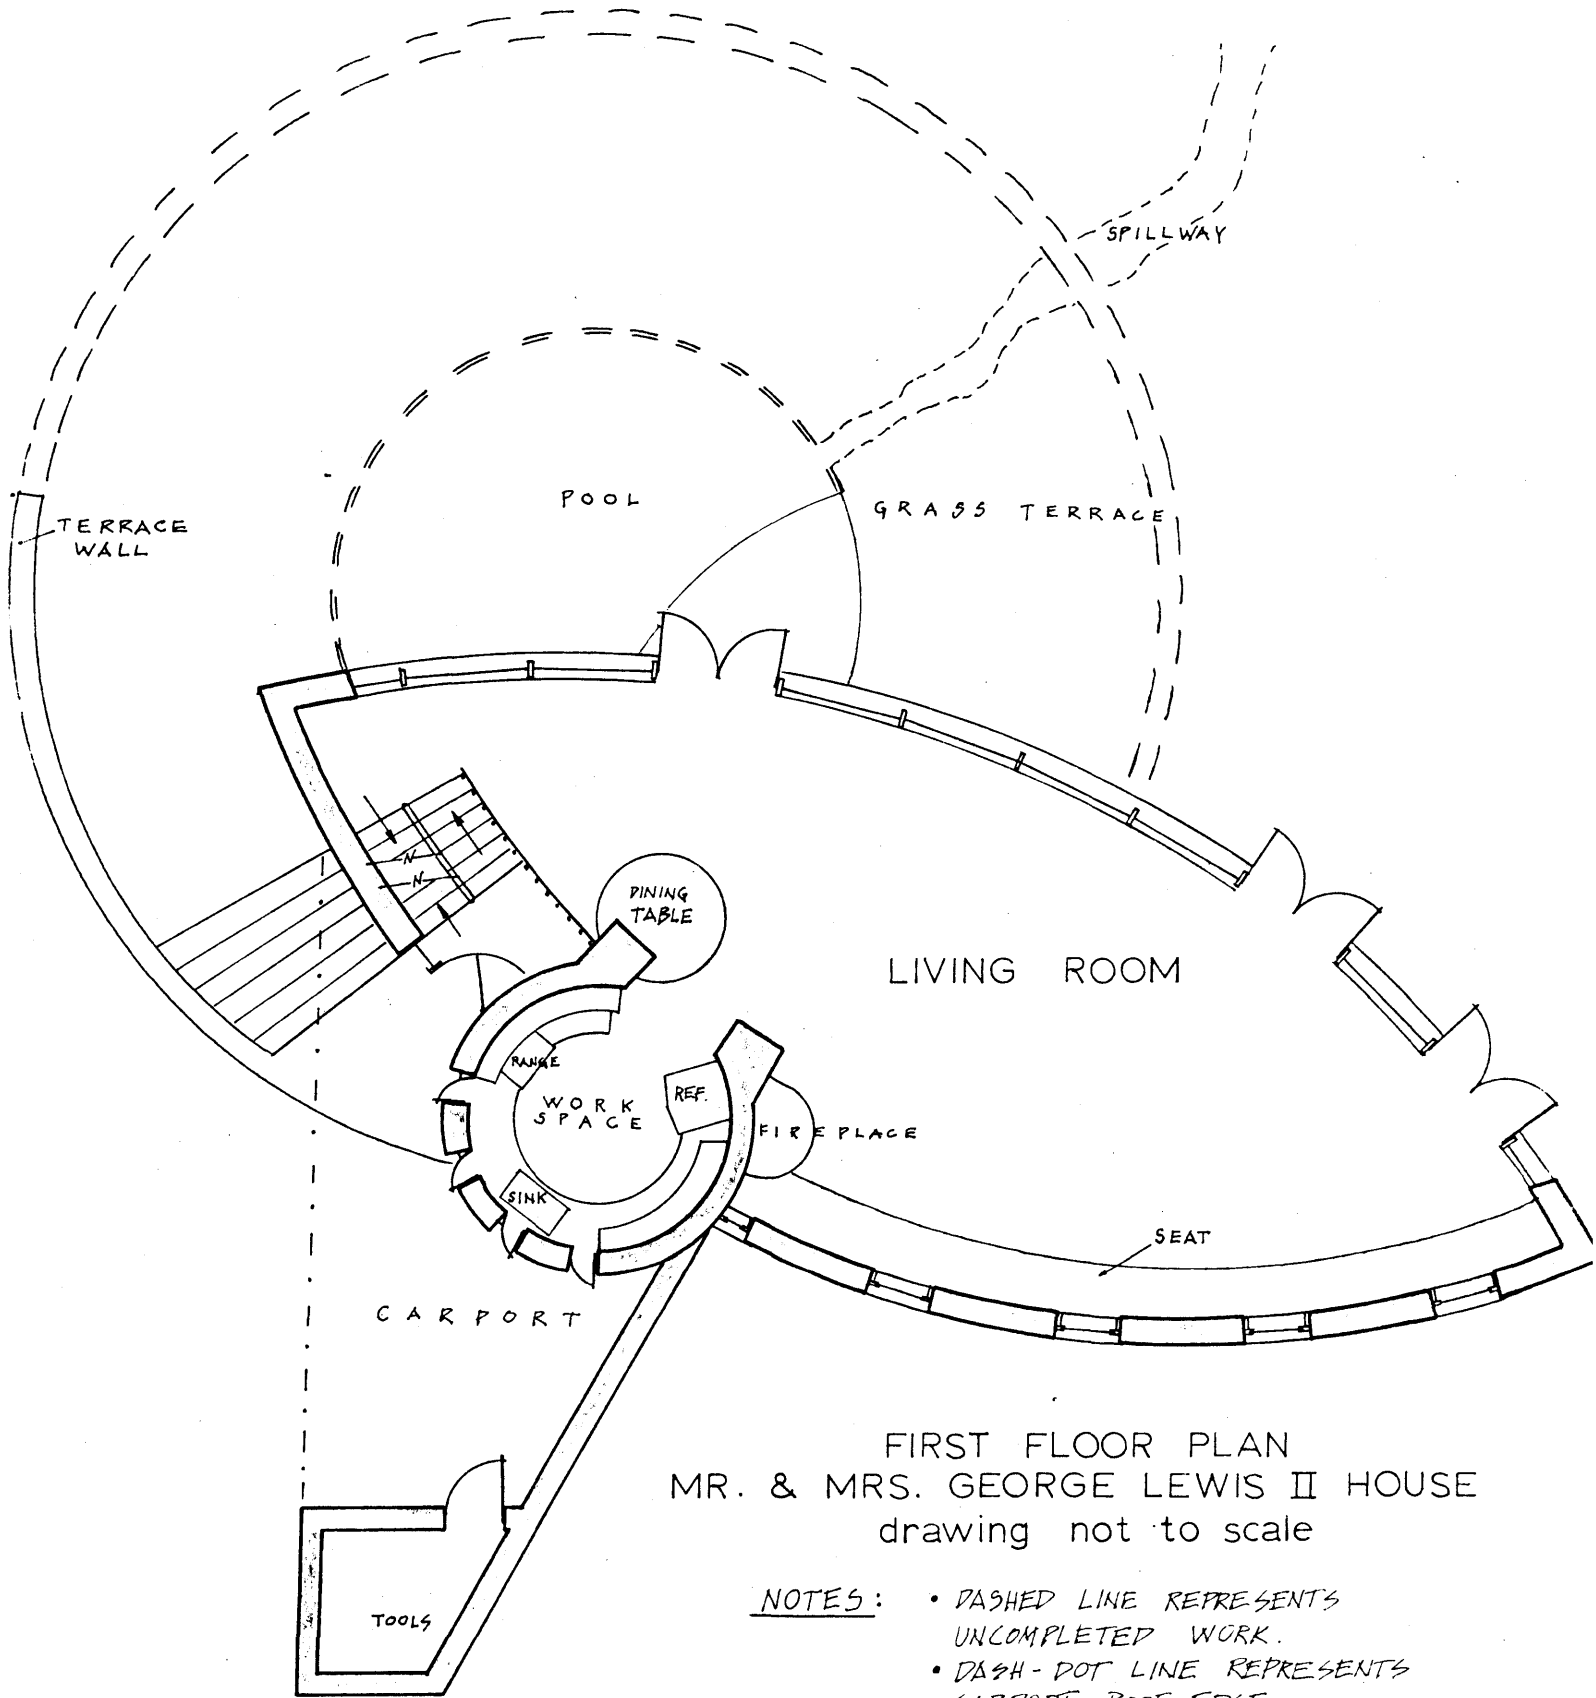 SPILLWAY
POOL
GRASS TERRACE
TERRACE
WALL
N
N
DINING
TABLE
LIVING ROOM
RANGE
WORK
SPACE
REF.
FIREPLACE
SINK
SEAT
CARPORT
TOOLS
FIRST FLOOR PLAN
MR. & MRS. GEORGE LEWIS II HOUSE
drawing not to scale
NOTES: • DASHED LINE REPRESENTS
UNCOMPLETED WORK.
• DASH-DOT LINE REPRESENTS